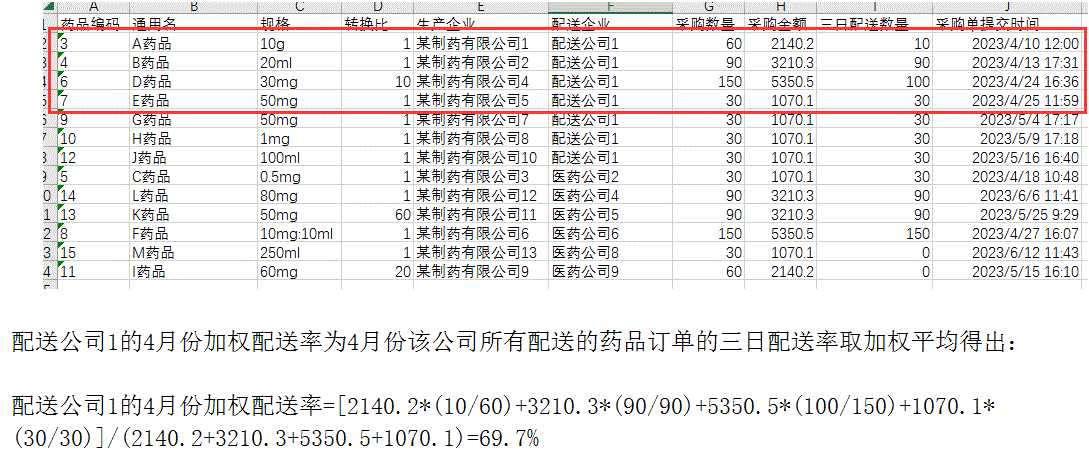 A B C D E F G H I J
药品编码 通用名 规格 转换比 生产企业 配送企业 采购数量 采购金额 三日配送数量 采购单提交时间
2 3 A药品 10g 1 某制药有限公司1 配送公司1 60 2140.2 10 2023/4/10 12:00
3 4 B药品 20ml 1 某制药有限公司2 配送公司1 90 3210.3 90 2023/4/13 17:31
4 6 D药品 30mg 10 某制药有限公司4 配送公司1 150 5350.5 100 2023/4/24 16:36
5 7 E药品 50mg 1 某制药有限公司5 配送公司1 30 1070.1 30 2023/4/25 11:59
6 9 G药品 50mg 1 某制药有限公司7 配送公司1 30 1070.1 30 2023/5/4 17:17
7 10 H药品 1mg 1 某制药有限公司8 配送公司1 30 1070.1 30 2023/5/9 17:18
8 12 J药品 100ml 1 某制药有限公司10 配送公司1 30 1070.1 30 2023/5/16 16:40
9 5 C药品 0.5mg 1 某制药有限公司3 医药公司2 30 1070.1 30 2023/4/18 10:48
0 14 L药品 80mg 1 某制药有限公司12 医药公司4 90 3210.3 90 2023/6/6 11:41
1 13 K药品 50mg 60 某制药有限公司11 医药公司5 90 3210.3 90 2023/5/25 9:29
2 8 F药品 10mg:10ml 1 某制药有限公司6 医药公司6 150 5350.5 150 2023/4/27 16:07
3 15 M药品 250ml 1 某制药有限公司13 医药公司8 30 1070.1 0 2023/6/12 11:43
4 11 I药品 60mg 20 某制药有限公司9 医药公司9 60 2140.2 0 2023/5/15 16:10
配送公司1的4月份加权配送率为4月份该公司所有配送的药品订单的三日配送率取加权平均得出:
配送公司1的4月份加权配送率=[2140.2*(10/60)+3210.3*(90/90)+5350.5*(100/150)+1070.1*
(30/30)]/(2140.2+3210.3+5350.5+1070.1)=69.7%